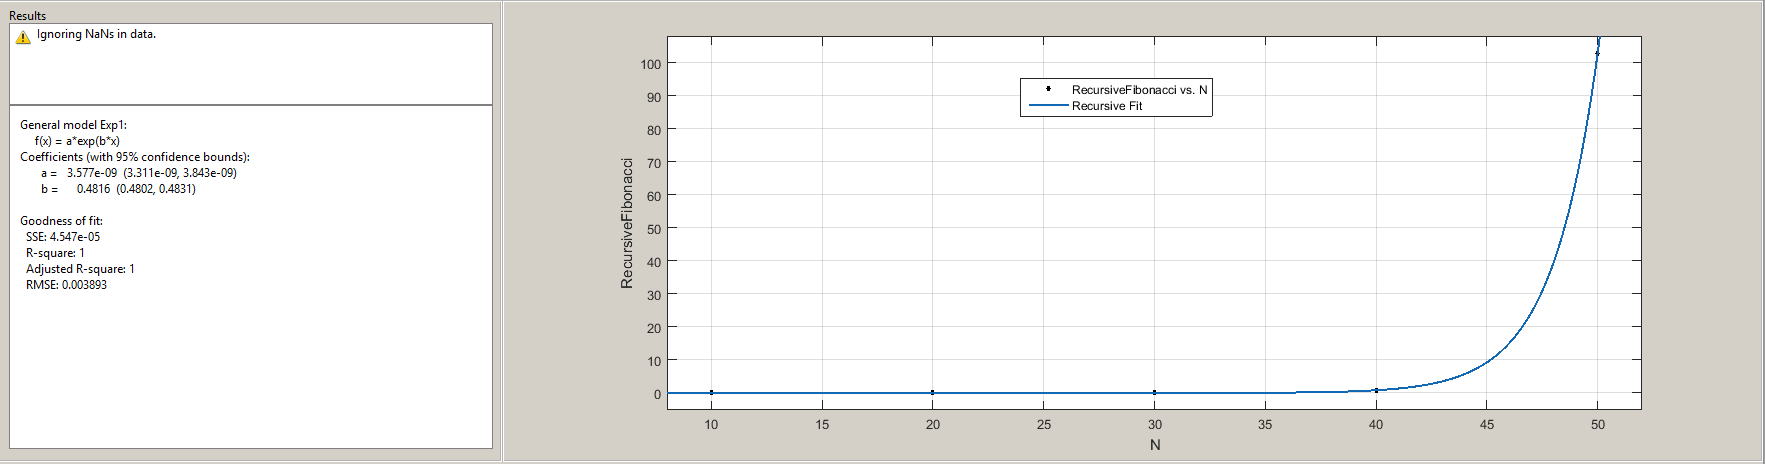 Results
Ignoring NaNs in data.
General model Exp1:
f(x) = a*exp(b*x)
Coefficients (with 95% confidence bounds):
a = 3.577e-09 (3.311e-09, 3.843e-09)
b = 0.4816 (0.4802, 0.4831)
Goodness of fit:
SSE: 4.547e-05
R-square: 1
Adjusted R-square: 1
RMSE: 0.003893
RecursiveFibonacci
100
90
80
70
60
50
40
30
20
10
0
RecursiveFibonacci vs. N
Recursive Fit
10 15 20 25 30 35 40 45 50
N